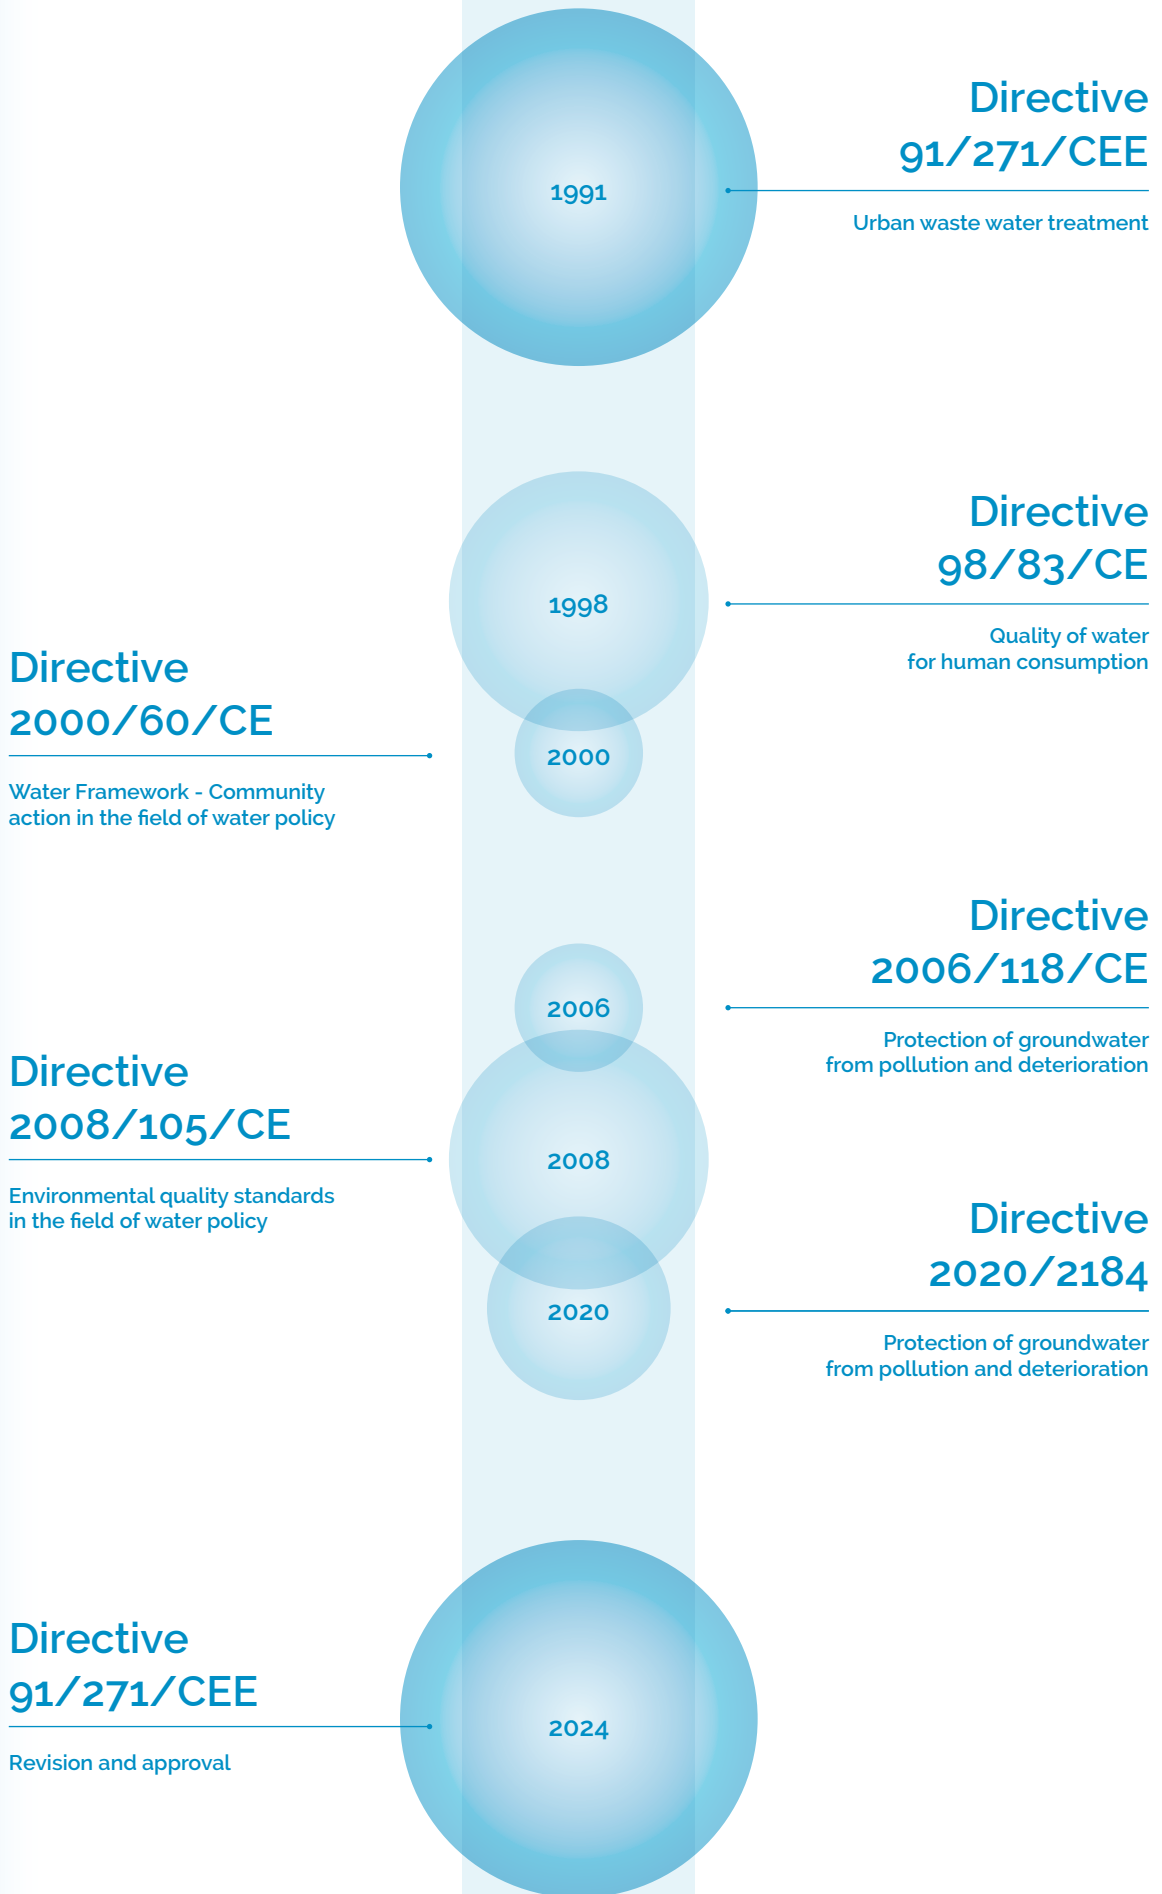 1991
Directive
91/271/CEE
Urban waste water treatment
1998
Directive
98/83/CE
Quality of water
for human consumption
Directive
2000/60/CE
Water Framework - Community
action in the field of water policy
2000
2006
Directive
2006/118/CE
Protection of groundwater
from pollution and deterioration
Directive
2008/105/CE
Environmental quality standards
in the field of water policy
2008
2020
Directive
2020/2184
Protection of groundwater
from pollution and deterioration
Directive
91/271/CEE
Revision and approval
2024